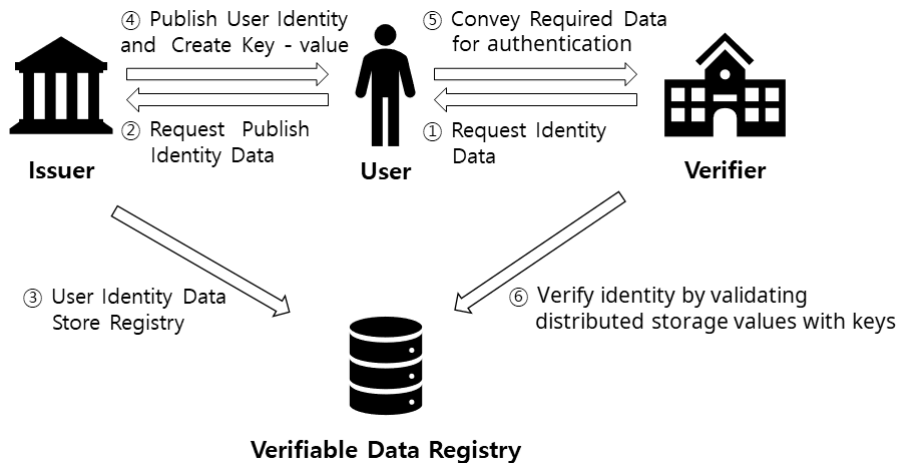 ④ Publish User Identity
and Create Key - value
⑤ Convey Required Data
for authentication
② Request Publish
Identity Data
① Request Identity
Data
Issuer
User
Verifier
③ User Identity Data
Store Registry
⑥ Verify identity by validating
distributed storage values with keys
Verifiable Data Registry